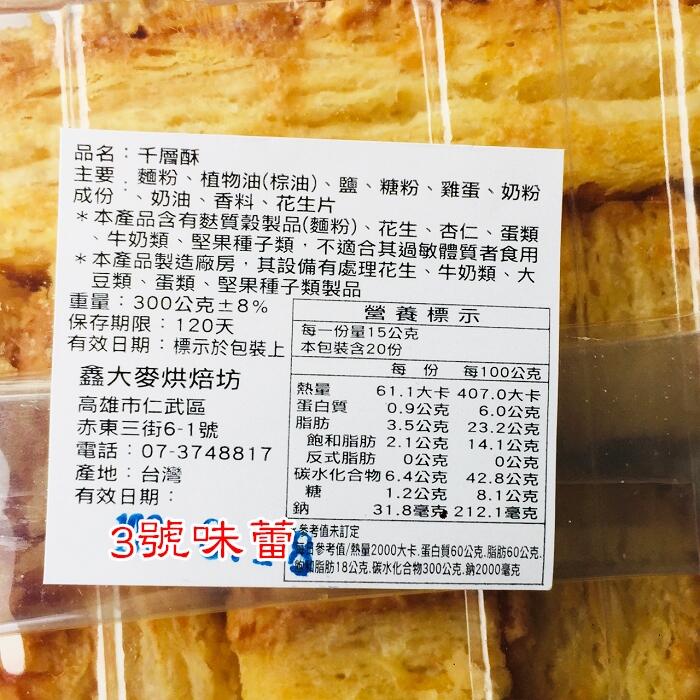 品名：千層酥
主要 麵粉、植物油(棕油)、鹽、糖粉、雞蛋、奶粉
成份：、奶油、香料、花生片
＊本產品含有麩質穀製品(麵粉)、花生、杏仁、蛋類
、牛奶類、堅果種子類，不適合其過敏體質者食用
＊本產品製造廠房，其設備有處理花生、牛奶類、大
豆類、蛋類、堅果種子類製品
重量：300公克±8%
保存期限：120天
有效日期：標示於包裝上
鑫大麥烘焙坊
高雄市仁武區
赤東三街6-1號
電話：07-3748817
產地：台灣
有效日期：
3號味蕾
營養標示
每一份量15公克
本包裝含20份
每 份 每100公克
熱量 61.1大卡 407.0大卡
蛋白質 0.9公克 6.0公克
脂肪 3.5公克 23.2公克
飽和脂肪 2.1公克 14.1公克
反式脂肪 0公克 0公克
碳水化合物 6.4公克 42.8公克
糖 1.2公克 8.1公克
鈉 31.8毫克 212.1毫克
參考值未訂定
參考值/熱量2000大卡.蛋白質60公克.脂肪60公克.
脂肪18公克.碳水化合物300公克.鈉2000毫克